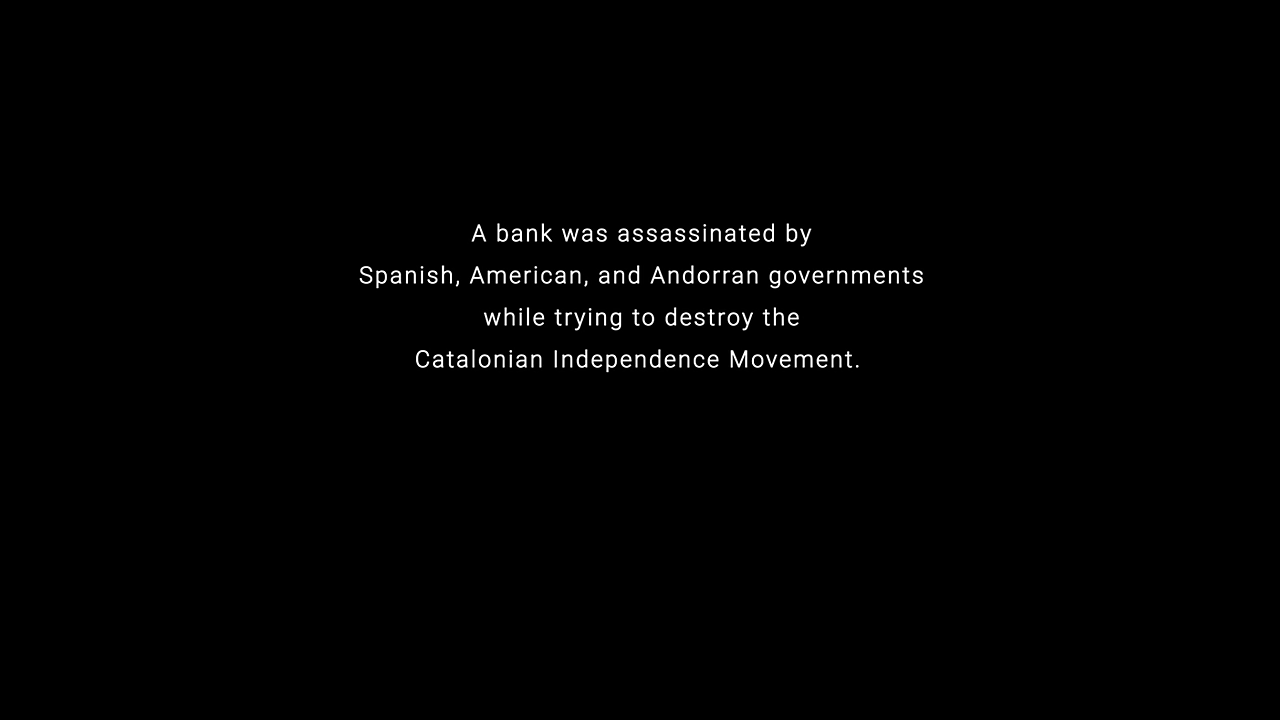 A bank was assassinated by
Spanish, American, and Andorran governments
while trying to destroy the
Catalonian Independence Movement.